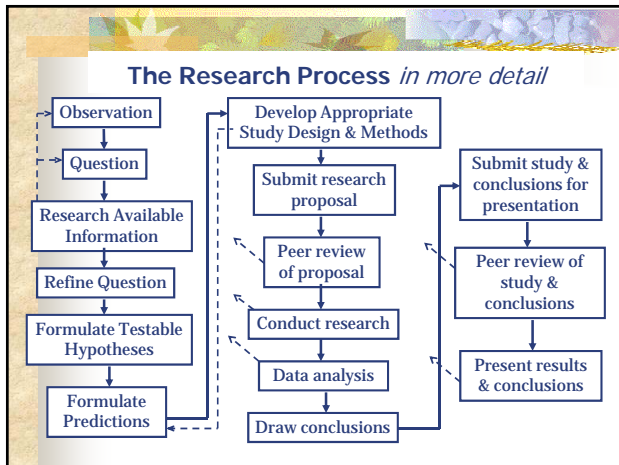 The Research Process in more detail
Observation
Question
Research Available
Information
Refine Question
Formulate Testable
Hypotheses
Formulate
Predictions
Develop Appropriate
Study Design & Methods
Submit research
proposal
Peer review
of proposal
Conduct research
Data analysis
Draw conclusions
Submit study &
conclusions for
presentation
Peer review of
study &
conclusions
Present results
& conclusions